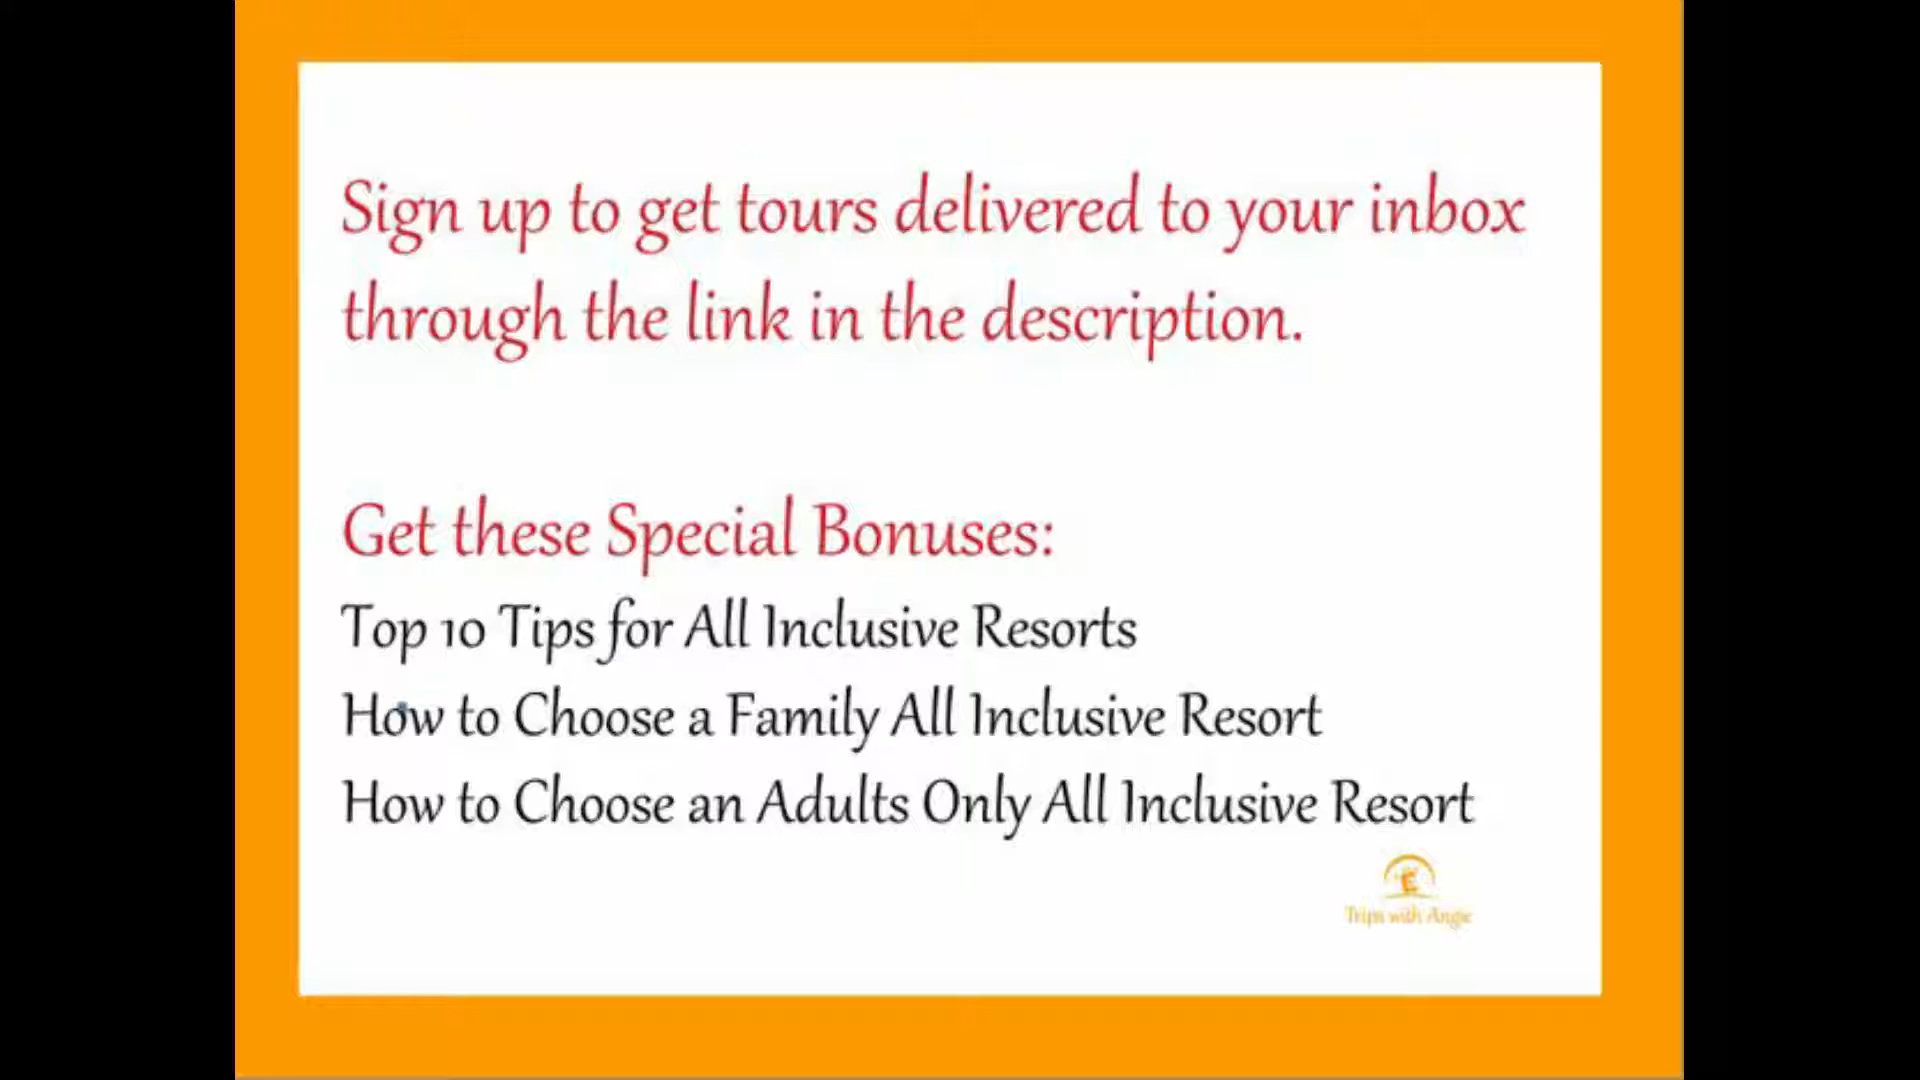 Sign up to get tours delivered to your inbox
through the link in the description.
Get these Special Bonuses:
Top 10 Tips for All Inclusive Resorts
How to Choose a Family All Inclusive Resort
How to Choose an Adults Only All Inclusive Resort
Trips with Angie